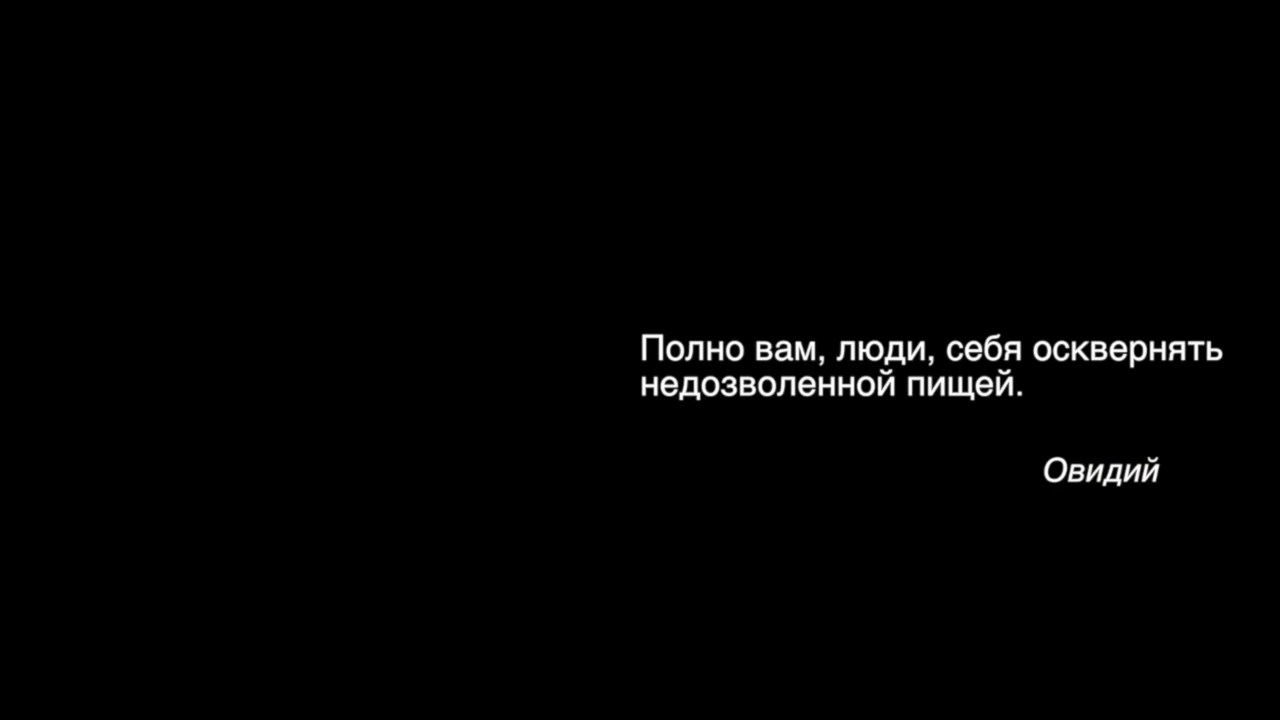 Полно вам, люди, себя осквернять
недозволенной пищей.
Овидий